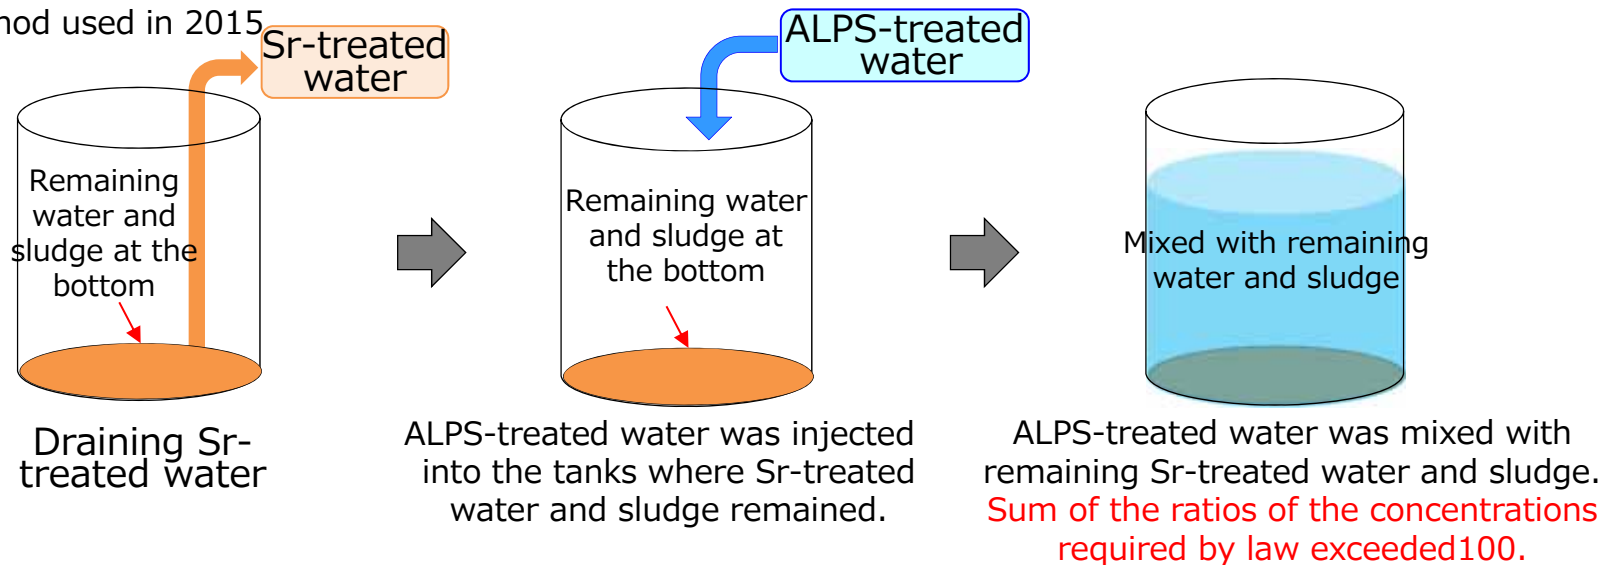 used in 2015
Sr-treated
water
ALPS-treated
water
Remaining
water and
sludge at the
bottom
Remaining water
and sludge at
the bottom
Mixed with remaining
water and sludge
Draining Sr-
treated water
ALPS-treated water was injected
into the tanks where Sr-treated
water and sludge remained.
ALPS-treated water was mixed with
remaining Sr-treated water and sludge.
Sum of the ratios of the concentrations
required by law exceeded100.